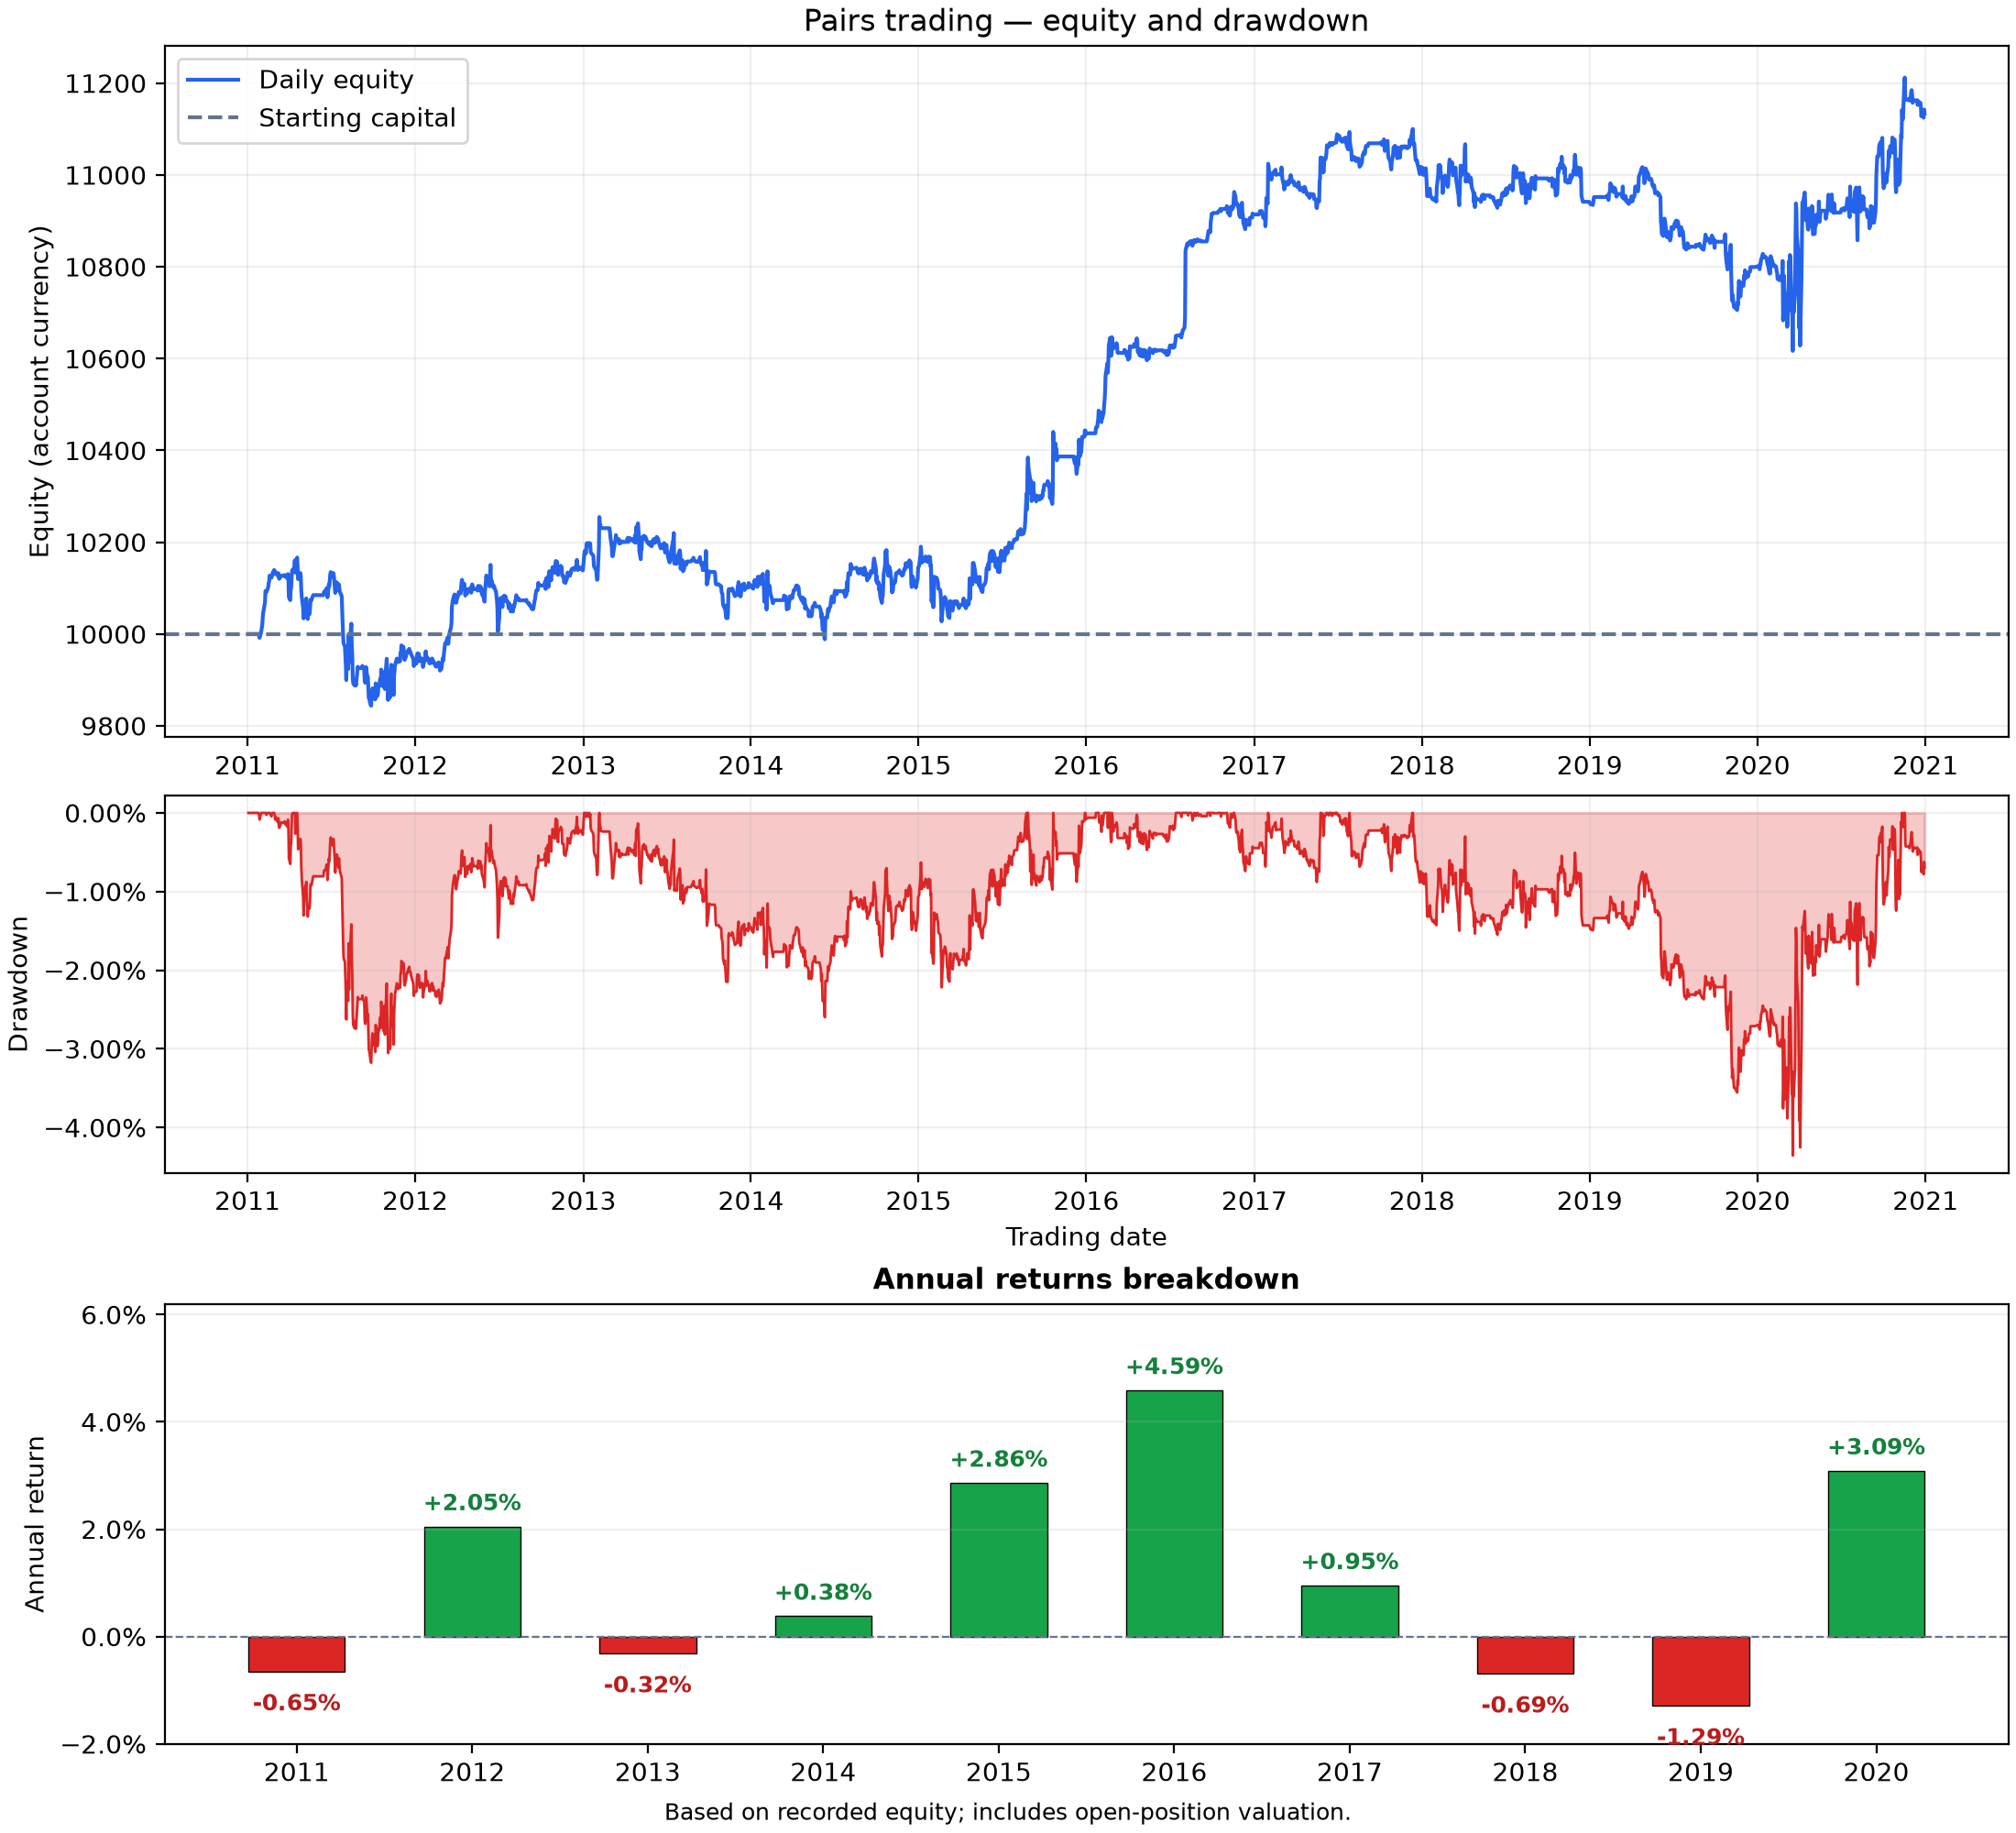 Pairs trading — equity and drawdown
Daily equity
Starting capital
Equity (account currency)
11200
11000
10800
10600
10400
10200
10000
9800
2011 2012 2013 2014 2015 2016 2017 2018 2019 2020 2021
Drawdown
0.00%
−1.00%
−2.00%
−3.00%
−4.00%
2011 2012 2013 2014 2015 2016 2017 2018 2019 2020 2021
Trading date
Annual returns breakdown
Annual return
6.0%
4.0%
2.0%
0.0%
−2.0%
-0.65%
+2.05%
-0.32%
+0.38%
+2.86%
+4.59%
+0.95%
-0.69%
-1.29%
+3.09%
2011 2012 2013 2014 2015 2016 2017 2018 2019 2020
Based on recorded equity; includes open-position valuation.